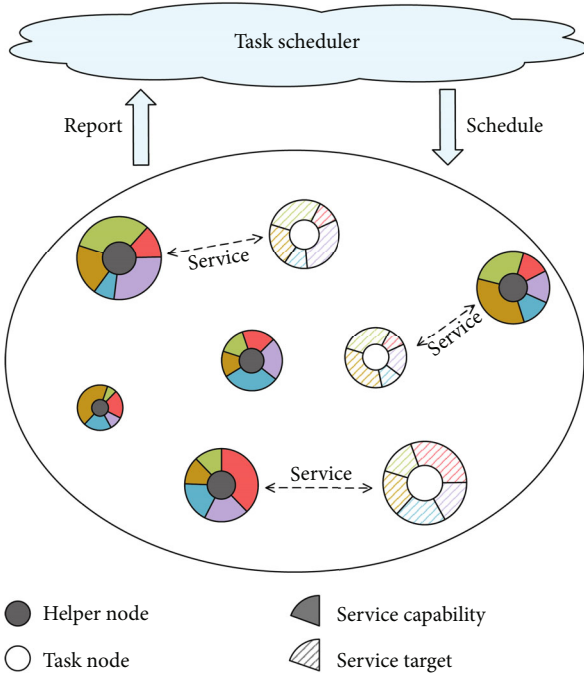 Task scheduler
Report
Schedule
Service
Service
Service
Helper node
Service capability
Task node
Service target